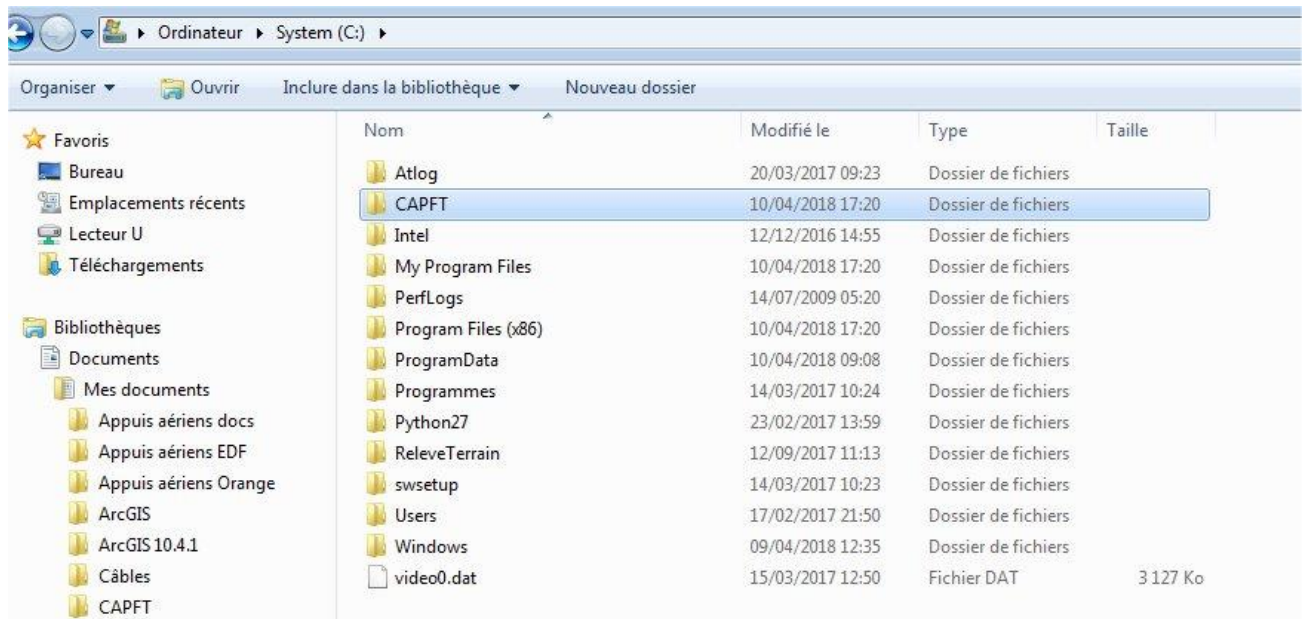 Ordinateur System (C:)
Organiser Ouvrir Inclure dans la bibliothèque Nouveau dossier
Favoris
Bureau
Emplacements récents
Lecteur U
Téléchargements
Bibliothèques
Documents
Mes documents
Appuis aériens docs
Appuis aériens EDF
Appuis aériens Orange
ArcGIS
ArcGIS 10.4.1
Câbles
CAPFT
Nom Modifié le Type Taille
Atlog 20/03/2017 09:23 Dossier de fichiers
CAPFT 10/04/2018 17:20 Dossier de fichiers
Intel 12/12/2016 14:55 Dossier de fichiers
My Program Files 10/04/2018 17:20 Dossier de fichiers
PerfLogs 14/07/2009 05:20 Dossier de fichiers
Program Files (x86) 10/04/2018 17:20 Dossier de fichiers
ProgramData 10/04/2018 09:08 Dossier de fichiers
Programmes 14/03/2017 10:24 Dossier de fichiers
Python27 23/02/2017 13:59 Dossier de fichiers
ReleveTerrain 12/09/2017 11:13 Dossier de fichiers
swsetup 14/03/2017 10:23 Dossier de fichiers
Users 17/02/2017 21:50 Dossier de fichiers
Windows 09/04/2018 12:35 Dossier de fichiers
video0.dat 15/03/2017 12:50 Fichier DAT 3 127 Ko